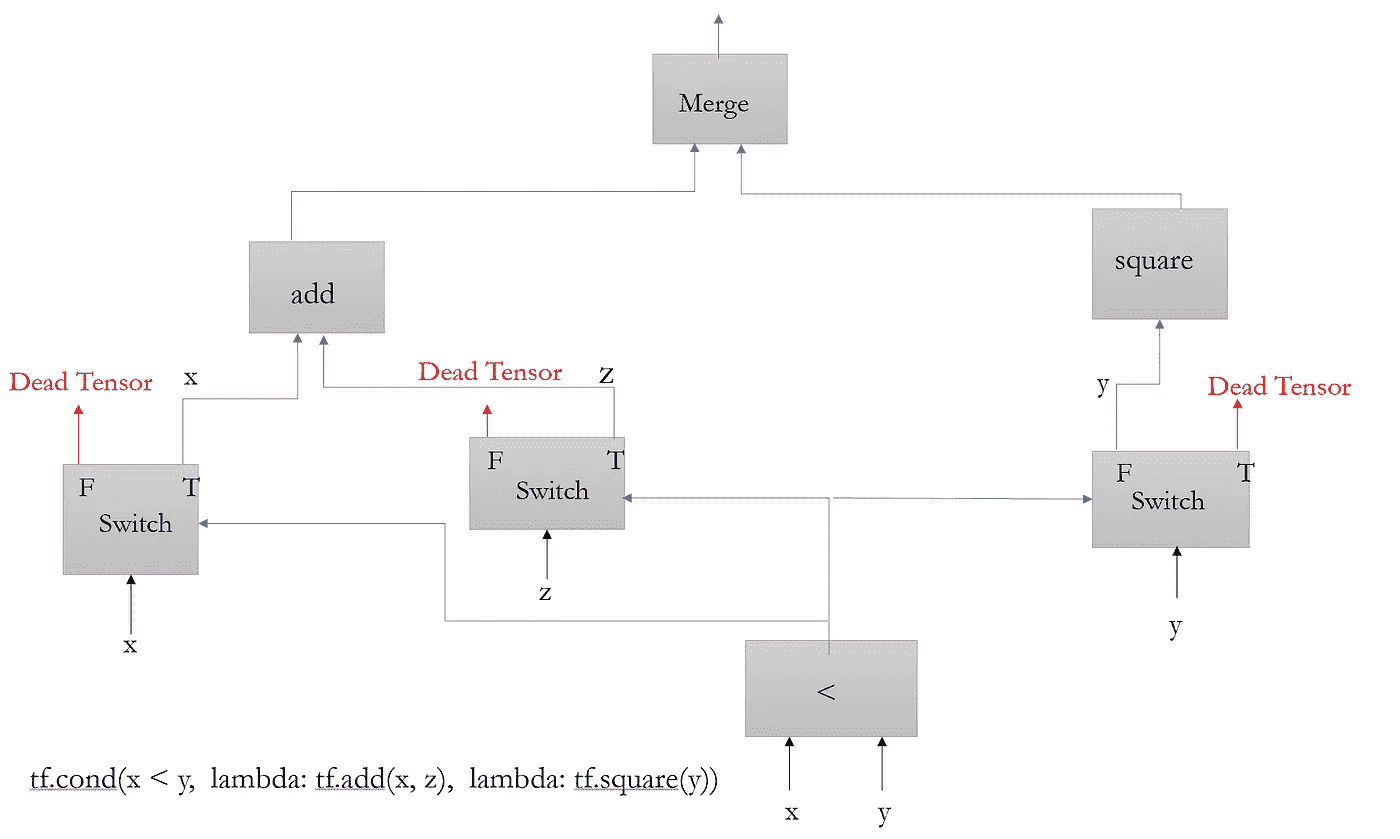 Merge
square
add
Dead Tensor
x
Dead Tensor
z
y
Dead Tensor
F
T
Switch
F
T
Switch
F
T
Switch
x
z
y
<
x
y
tf.cond(x < y, lambda: tf.add(x, z), lambda: tf.square(y))